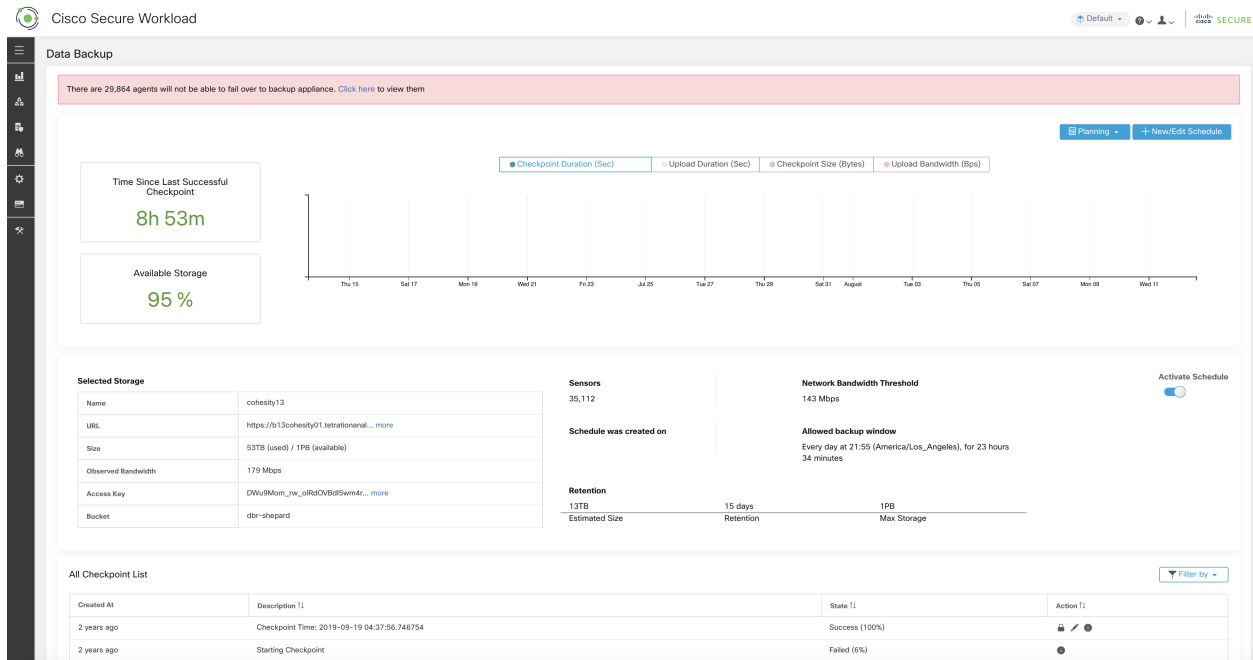 Cisco Secure Workload
Default
CISCO SECURE
Data Backup
There are 29,864 agents will not be able to fail over to backup appliance. Click here to view them
Planning
+ New/Edit Schedule
Time Since Last Successful
Checkpoint
8h 53m
Available Storage
95 %
Checkpoint Duration (Sec) Upload Duration (Sec) Checkpoint Size (Bytes) Upload Bandwidth (Bps)
Thu 15 Sat 17 Mon 19 Wed 21 Fri 23 Jul 25 Tue 27 Thu 29 Sat 31 August Tue 03 Thu 05 Sat 07 Mon 09 Wed 11
Selected Storage
Name cohesity13
URL https://b13cohesity01.tetrationanal... more
Size 53TB (used) / 1PB (available)
Observed Bandwidth 179 Mbps
Access Key DWu9Mom_rw_olRdOVBdl5wm4r... more
Bucket dbr-shepard
Sensors
35,112
Network Bandwidth Threshold
143 Mbps
Activate Schedule
Schedule was created on
Allowed backup window
Every day at 21:55 (America/Los_Angeles), for 23 hours
34 minutes
Retention
13TB 15 days 1PB
Estimated Size Retention Max Storage
All Checkpoint List
Filter by
Created At Description ↑↓ State ↑↓ Action ↑↓
2 years ago Checkpoint Time: 2019-09-19 04:37:56.746754 Success (100%)
2 years ago Starting Checkpoint Failed (6%)